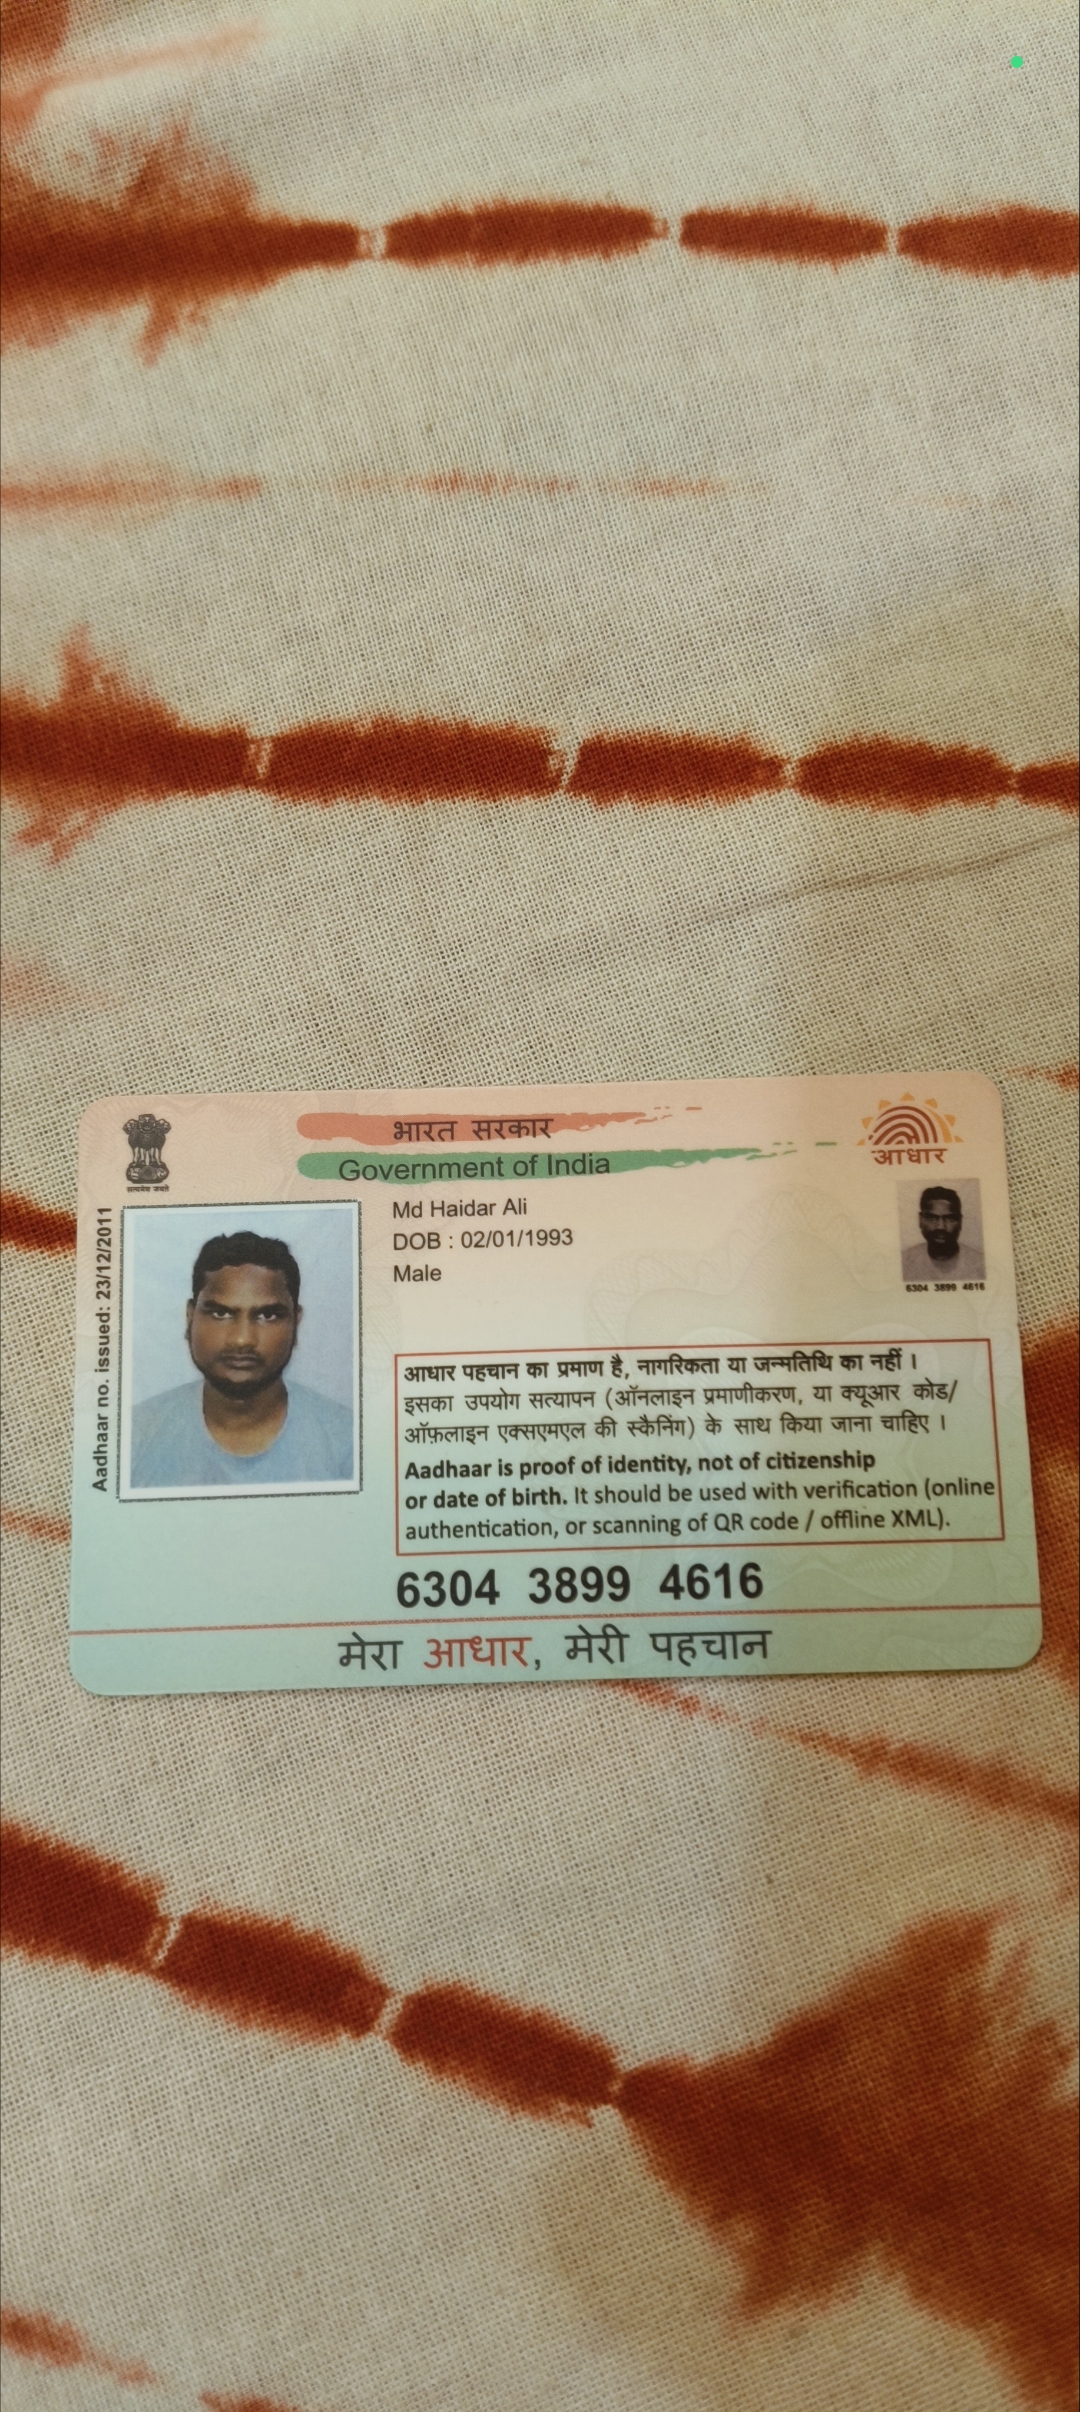 भारत सरकार
Government of India
आधार
सत्यमेव जयते
Aadhaar no. issued: 23/12/2011
Md Haidar Ali
DOB : 02/01/1993
Male
6304 3899 4616
आधार पहचान का प्रमाण है, नागरिकता या जन्मतिथि का नहीं ।
इसका उपयोग सत्यापन (ऑनलाइन प्रमाणीकरण, या क्यूआर कोड/
ऑफ़लाइन एक्सएमएल की स्कैनिंग) के साथ किया जाना चाहिए ।
Aadhaar is proof of identity, not of citizenship
or date of birth. It should be used with verification (online
authentication, or scanning of QR code / offline XML).
6304 3899 4616
मेरा आधार, मेरी पहचान